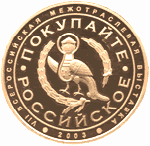 VII ВСЕРОССИЙСКАЯ МЕЖОТРАСЛЕВАЯ ВЫСТАВКА
ПОКУПАЙТЕ
РОССИЙСКОЕ
2003